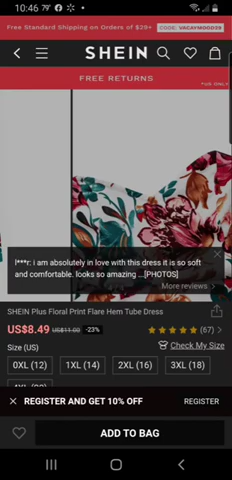 10:46 79°
Free Standard Shipping on Orders of $29+ CODE: VACAYMOOD25
SHEIN
FREE RETURNS
l***r: i am absolutely in love with this dress it is so soft
and comfortable. looks so amazing ...[PHOTOS]
More reviews >
SHEIN Plus Floral Print Flare Hem Tube Dress
US$8.49 US$11.00 -23% (67) >
Size (US) Check My Size
0XL (12) 1XL (14) 2XL (16) 3XL (18)
REGISTER AND GET 10% OFF REGISTER
ADD TO BAG